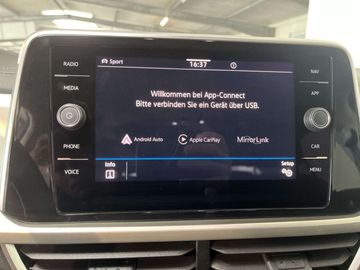 RADIO
MEDIA
PHONE
VOICE
Sport
16:37
Willkommen bei App-Connect
Bitte verbinden Sie ein Gerät über USB.
Android Auto
Apple CarPlay
MirrorLink
Info
Setup
NAV
APP
CAR
MENU